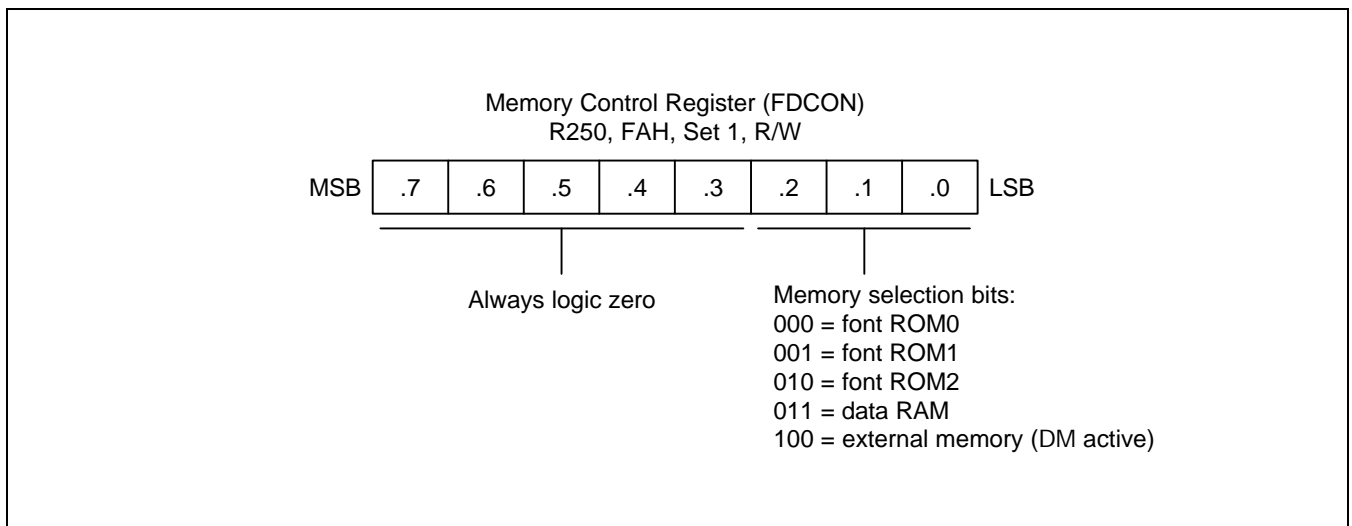 Memory Control Register (FDCON)
R250, FAH, Set 1, R/W
MSB .7 .6 .5 .4 .3 .2 .1 .0 LSB
Always logic zero
Memory selection bits:
000 = font ROM0
001 = font ROM1
010 = font ROM2
011 = data RAM
100 = external memory (DM active)